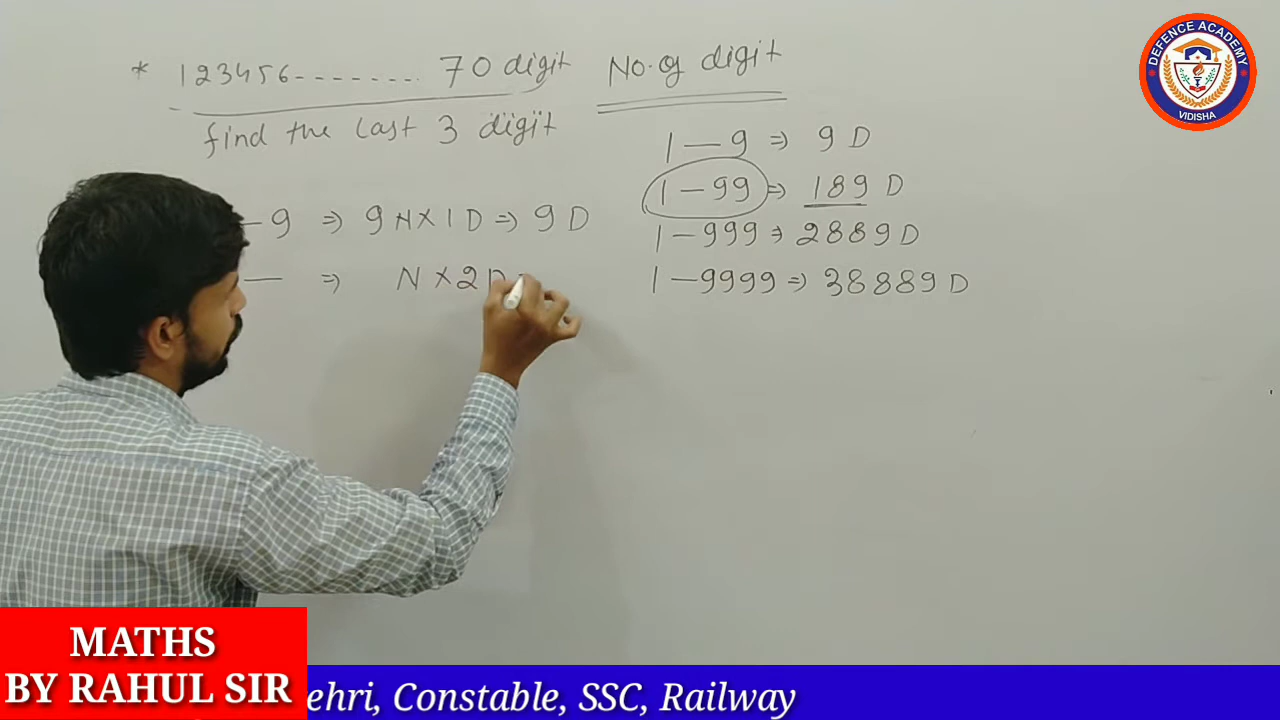 * 123456-------. 70 digit
find the last 3 digit
— 9 ⇒ 9 N × 1 D ⇒ 9 D
— ⇒ N × 2 D
No. of digit
1 — 9 ⇒ 9 D
1 — 99 ⇒ 189 D
1 — 999 ⇒ 2889 D
1 — 9999 ⇒ 38889 D
DEFENCE ACADEMY
VIDISHA
MATHS
BY RAHUL SIR
ehri, Constable, SSC, Railway